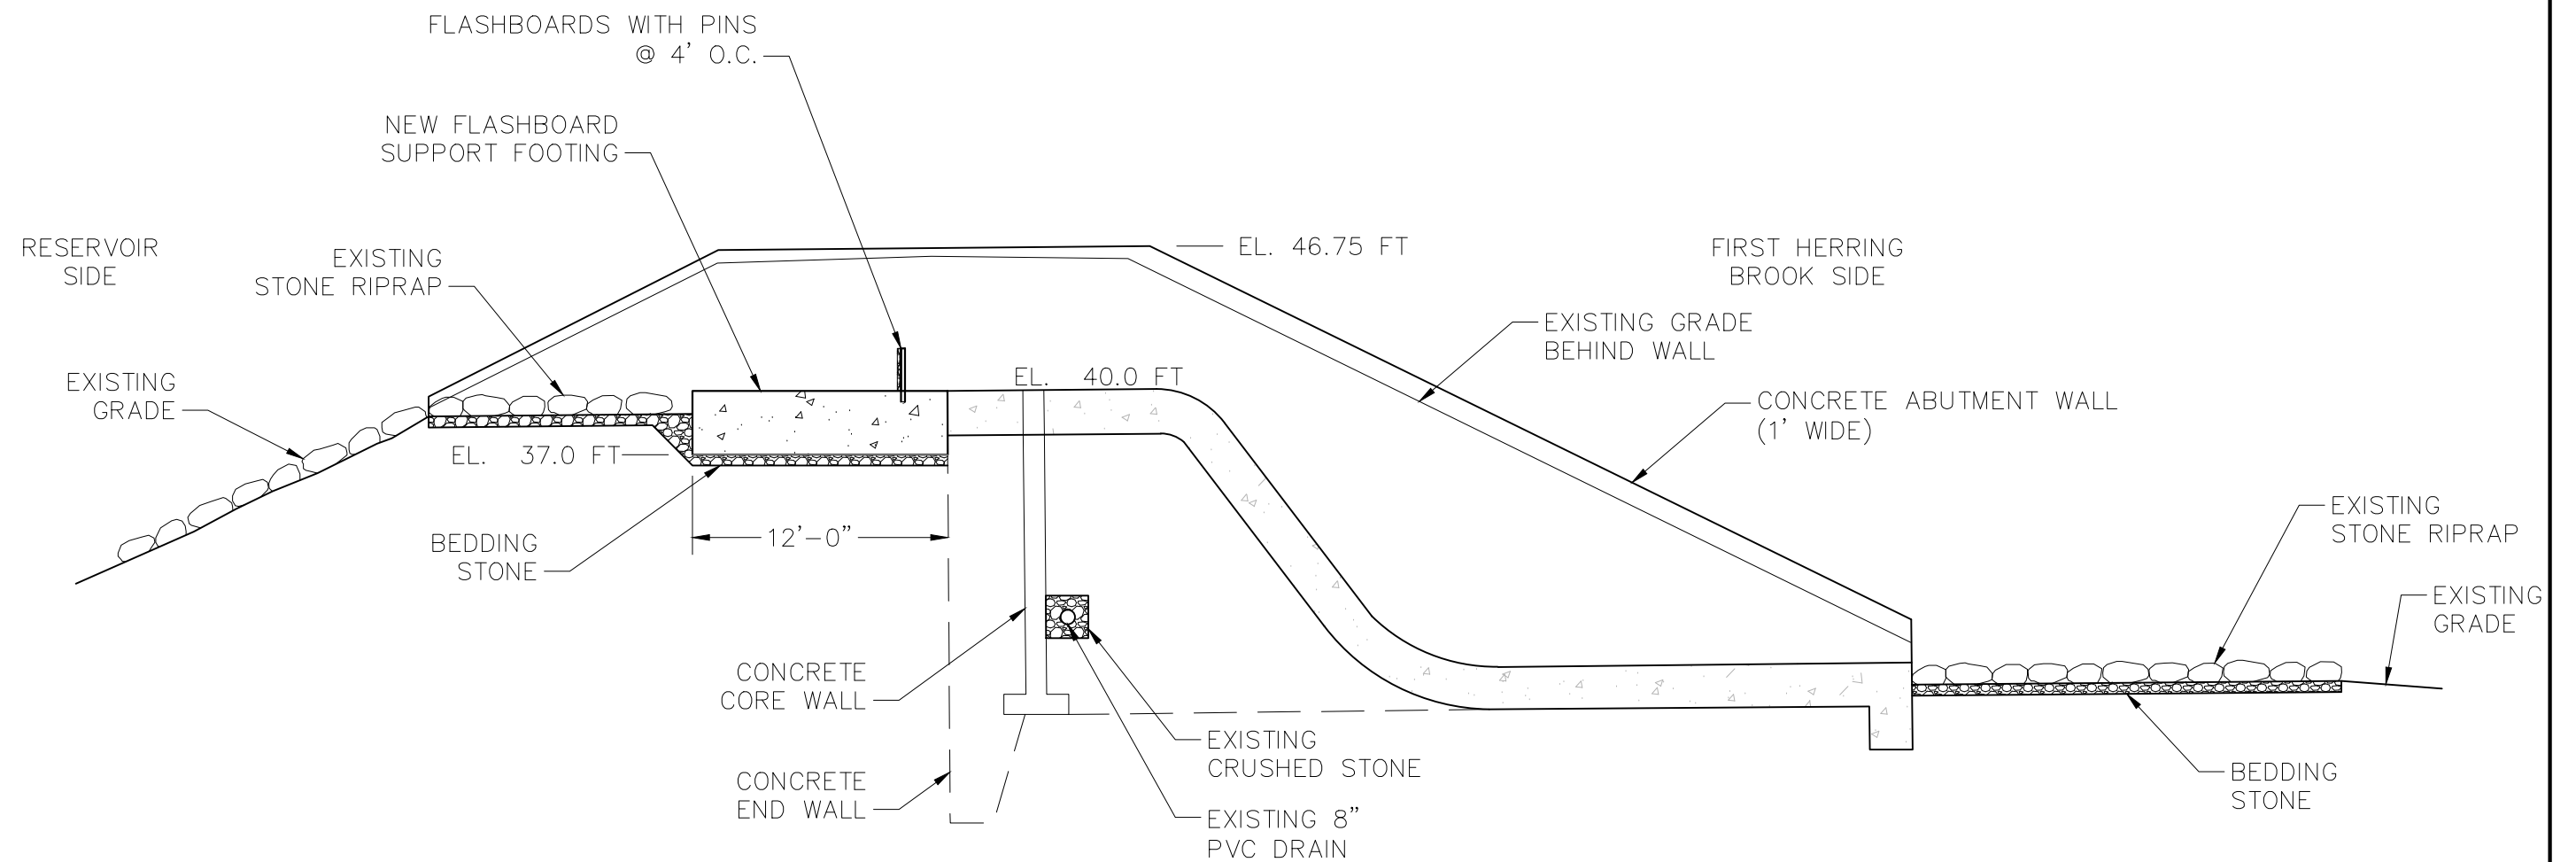 FLASHBOARDS WITH PINS
@ 4' O.C.
NEW FLASHBOARD
SUPPORT FOOTING
RESERVOIR
SIDE
EXISTING
STONE RIPRAP
EL. 46.75 FT
FIRST HERRING
BROOK SIDE
EXISTING GRADE
BEHIND WALL
EXISTING
GRADE
EL. 40.0 FT
CONCRETE ABUTMENT WALL
(1' WIDE)
EL. 37.0 FT
BEDDING
STONE
12'-0"
EXISTING
STONE RIPRAP
EXISTING
GRADE
CONCRETE
CORE WALL
CONCRETE
END WALL
EXISTING
CRUSHED STONE
EXISTING 8"
PVC DRAIN
BEDDING
STONE